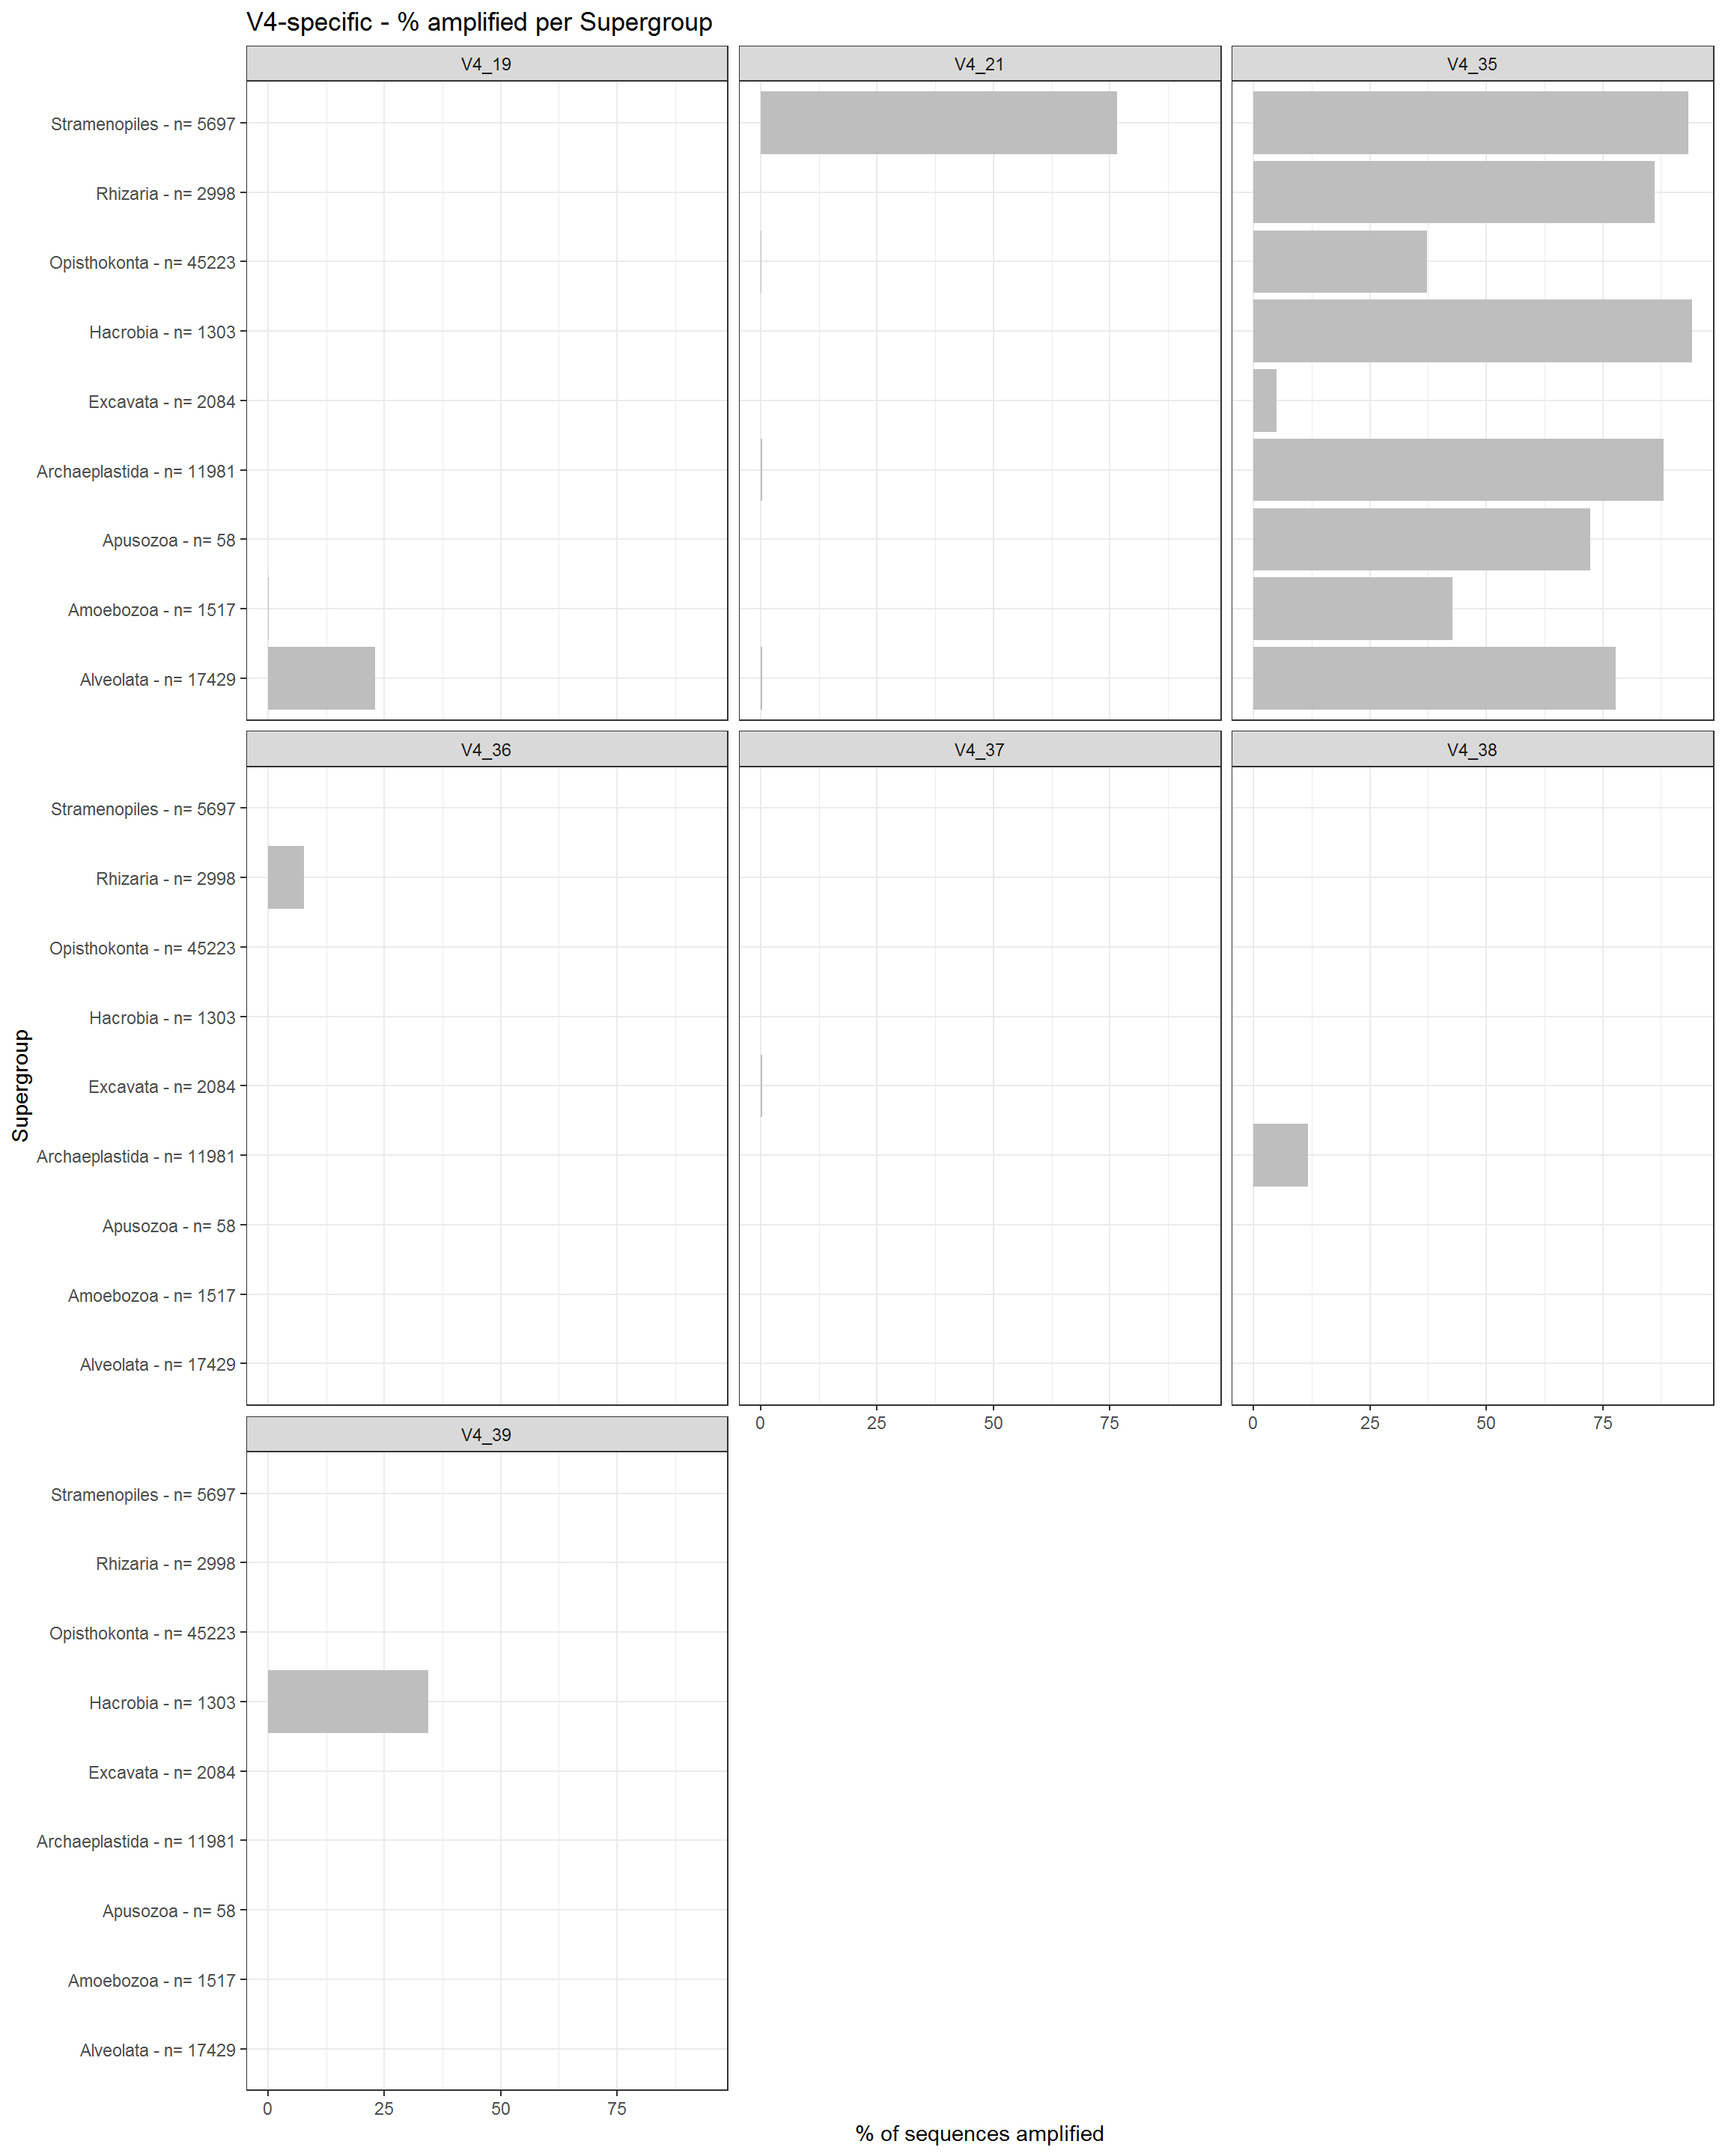 V4-specific - % amplified per Supergroup
V4_19
V4_21
V4_35
Stramenopiles - n= 5697
Rhizaria - n= 2998
Opisthokonta - n= 45223
Hacrobia - n= 1303
Excavata - n= 2084
Archaeplastida - n= 11981
Apusozoa - n= 58
Amoebozoa - n= 1517
Alveolata - n= 17429
V4_36
V4_37
V4_38
Stramenopiles - n= 5697
Rhizaria - n= 2998
Opisthokonta - n= 45223
Hacrobia - n= 1303
Excavata - n= 2084
Archaeplastida - n= 11981
Apusozoa - n= 58
Amoebozoa - n= 1517
Alveolata - n= 17429
0 25 50 75
0 25 50 75
V4_39
Stramenopiles - n= 5697
Rhizaria - n= 2998
Opisthokonta - n= 45223
Hacrobia - n= 1303
Excavata - n= 2084
Archaeplastida - n= 11981
Apusozoa - n= 58
Amoebozoa - n= 1517
Alveolata - n= 17429
0 25 50 75
% of sequences amplified
Supergroup